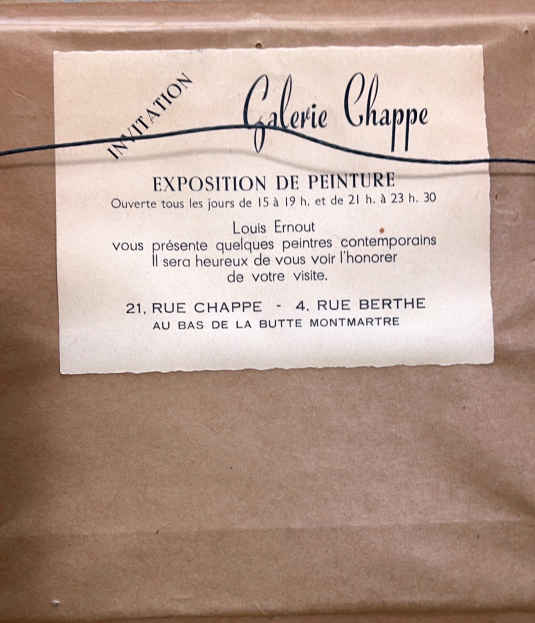 INVITATION
Galerie Chappe
EXPOSITION DE PEINTURE
Ouverte tous les jours de 15 à 19 h. et de 21 h. à 23 h. 30
Louis Ernout
vous présente quelques peintres contemporains
Il sera heureux de vous voir l'honorer
de votre visite.
21, RUE CHAPPE - 4, RUE BERTHE
AU BAS DE LA BUTTE MONTMARTRE